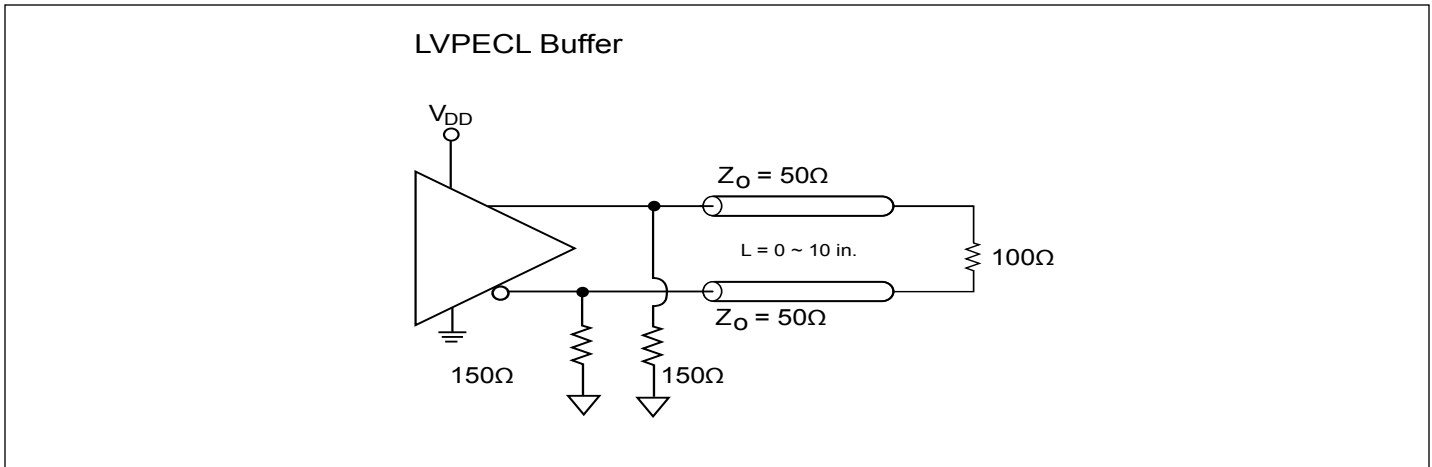 LVPECL Buffer
VDD
ZO = 50Ω
L = 0 ~ 10 in.
100Ω
ZO = 50Ω
150Ω
150Ω